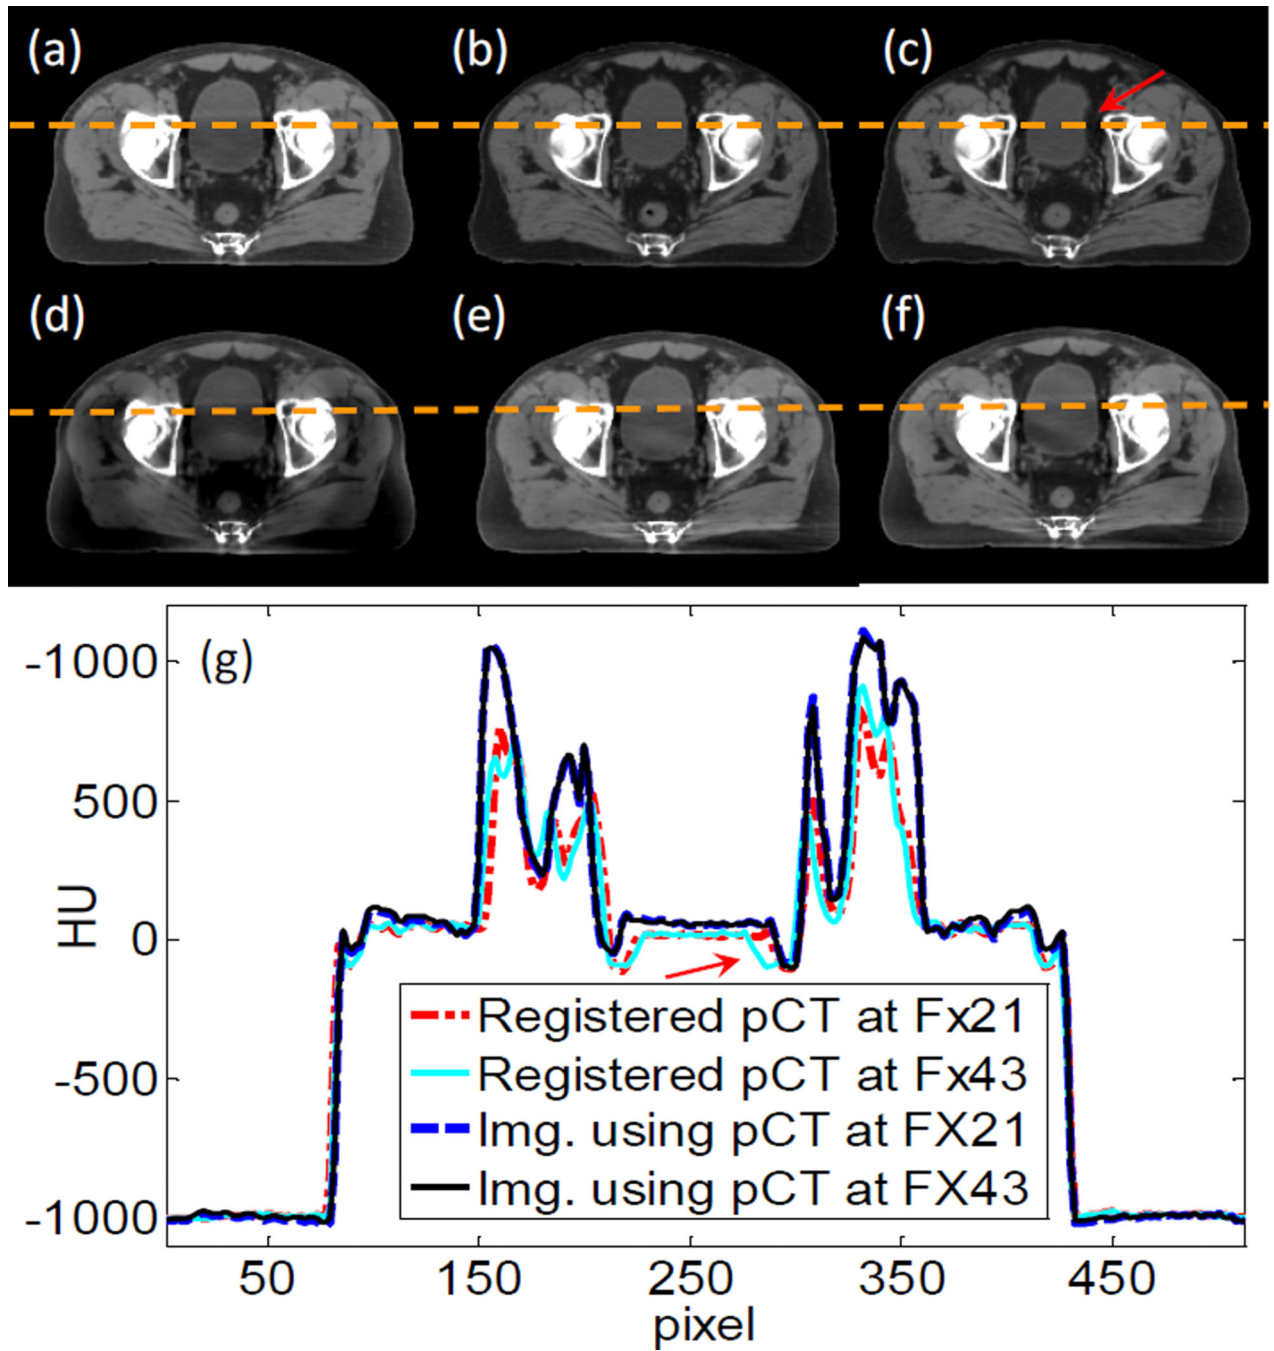 (a) (b) (c)
(d) (e) (f)
(g)
-1000
500
0
-500
-1000
HU
Registered pCT at Fx21
Registered pCT at Fx43
Img. using pCT at FX21
Img. using pCT at FX43
50 150 250 350 450
pixel